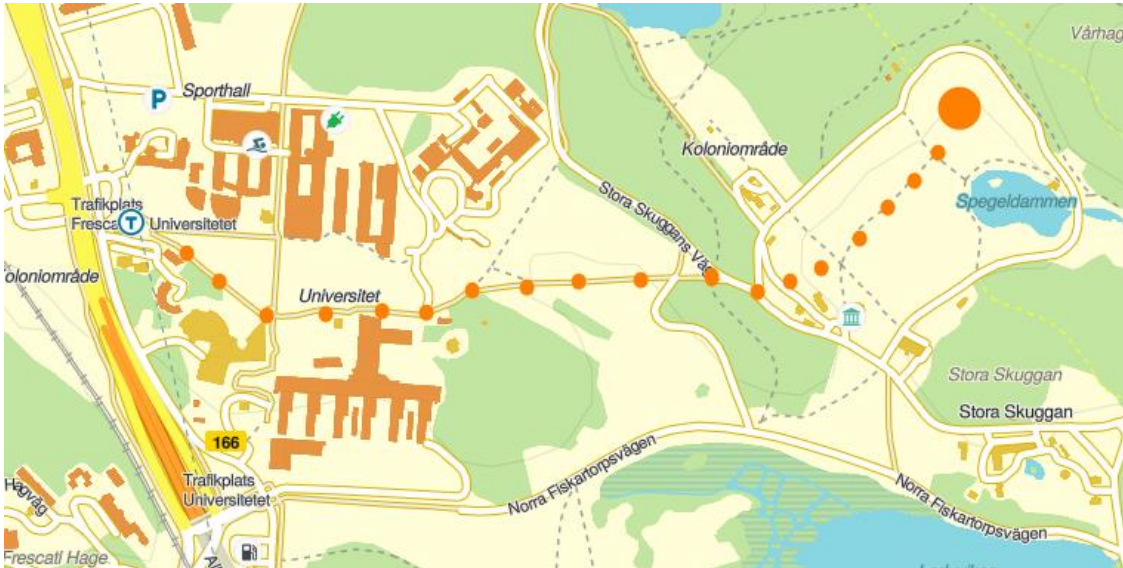 Vårhag
Sporthall
P
Koloniområde
Trafikplats
Frescati Universitetet
T
Spegeldammen
Stora Skuggans Väg
Koloniområde
Universitet
Stora Skuggan
Stora Skuggan
166
Trafikplats
Universitetet
Norra Fiskartorpsvägen
Norra Fiskartorpsvägen
Hagväg
Frescati Hage